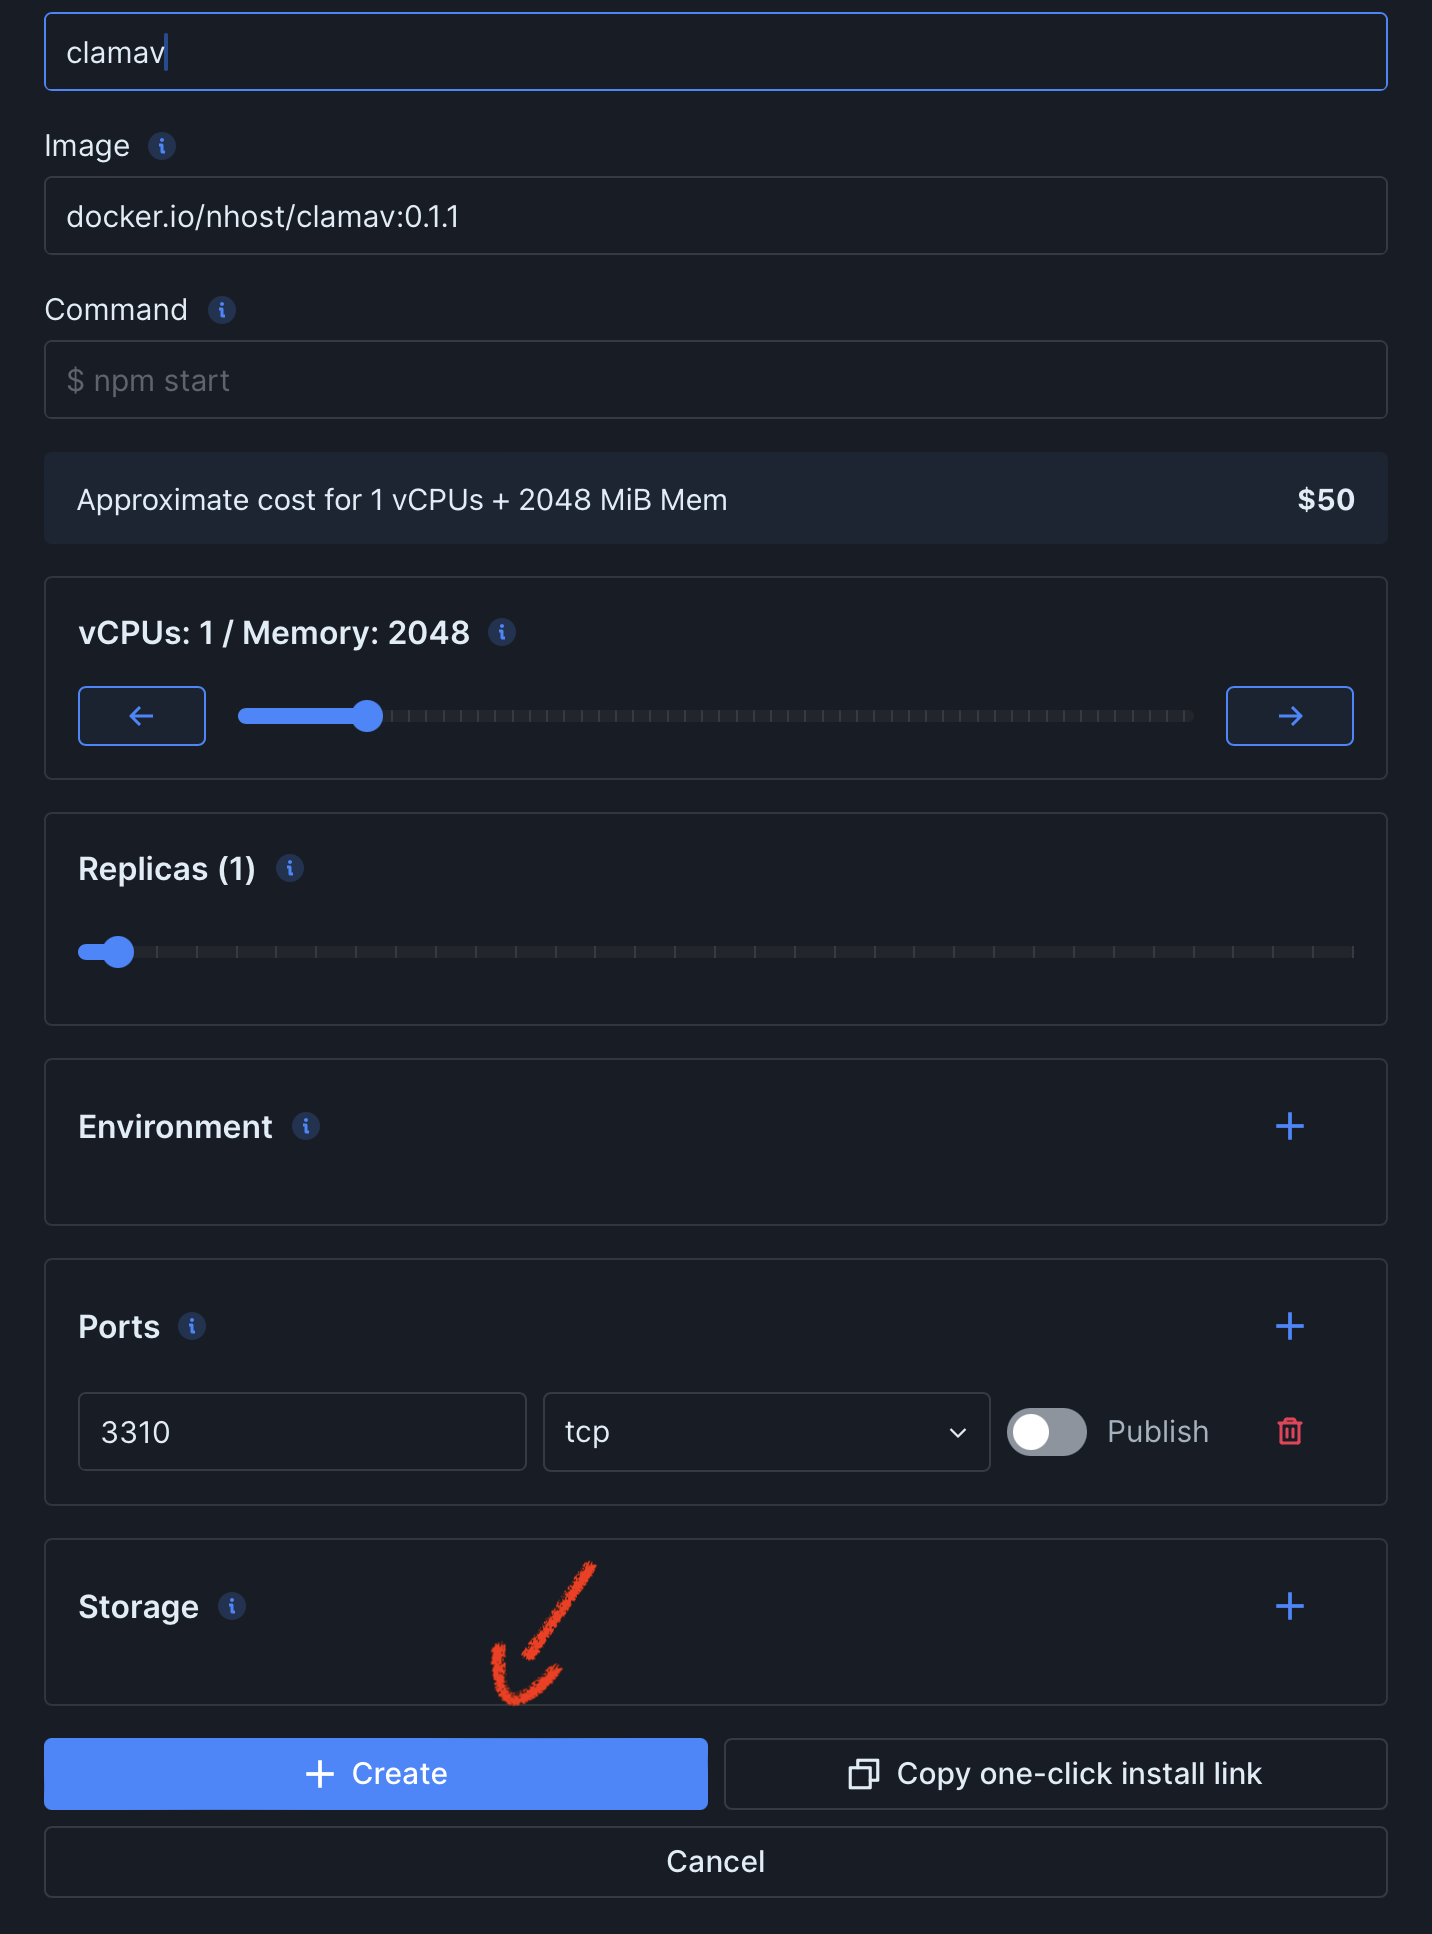 clamav
Image
docker.io/nhost/clamav:0.1.1
Command
$ npm start
Approximate cost for 1 vCPUs + 2048 MiB Mem $50
vCPUs: 1 / Memory: 2048
Replicas (1)
Environment
Ports
3310 tcp Publish
Storage
Create Copy one-click install link
Cancel